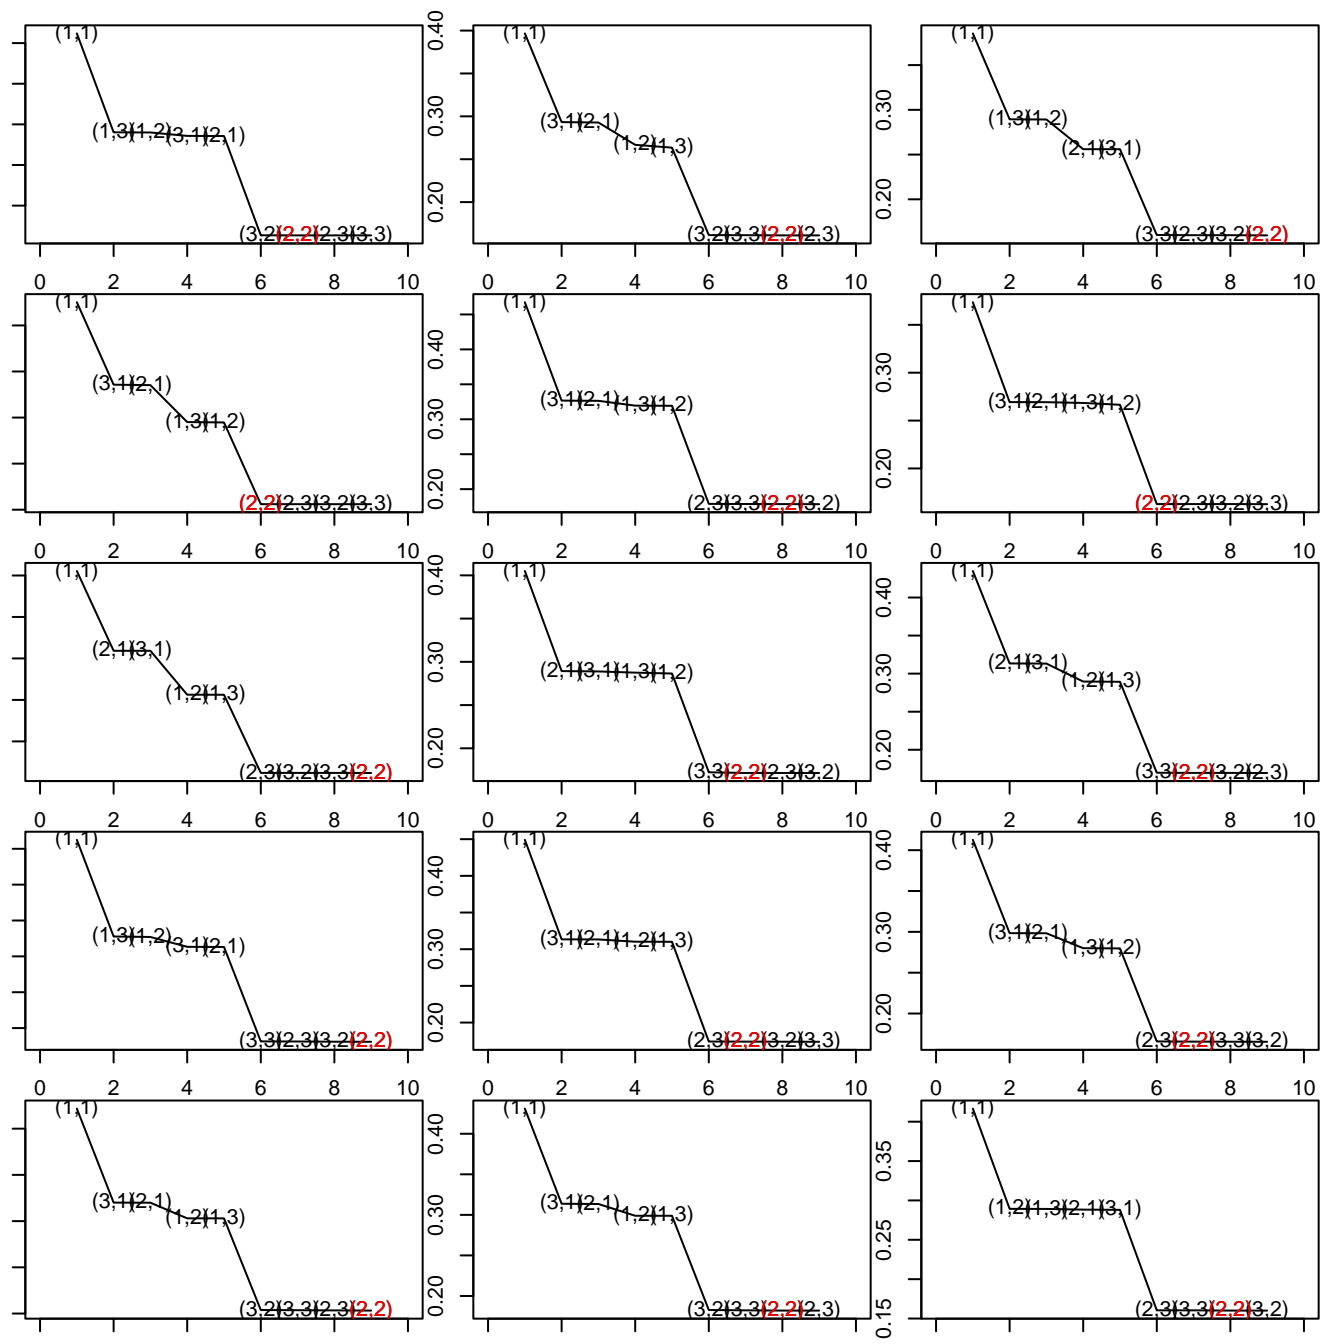 (1,1)
(1,3) (1,2) (3,1) (2,1)
(3,2) (2,2) (2,3) (3,3)
0.20 0.30 0.40
(1,1)
(3,1) (2,1)
(1,2) (1,3)
(3,2) (3,3) (2,2) (2,3)
0.20 0.30
(1,1)
(1,3) (1,2)
(2,1) (3,1)
(3,3) (2,3) (3,2) (2,2)
0 2 4 6 8 10
0 2 4 6 8 10
0 2 4 6 8 10
(1,1)
(3,1) (2,1)
(1,3) (1,2)
(2,2) (2,3) (3,2) (3,3)
0.20 0.30 0.40
(1,1)
(3,1) (2,1) (1,3) (1,2)
(2,3) (3,3) (2,2) (3,2)
0.20 0.30
(1,1)
(3,1) (2,1) (1,3) (1,2)
(2,2) (2,3) (3,2) (3,3)
0 2 4 6 8 10
0 2 4 6 8 10
0 2 4 6 8 10
(1,1)
(2,1) (3,1)
(1,2) (1,3)
(2,3) (3,2) (3,3) (2,2)
0.20 0.30 0.40
(1,1)
(2,1) (3,1) (1,3) (1,2)
(3,3) (2,2) (2,3) (3,2)
0.20 0.30 0.40
(1,1)
(2,1) (3,1)
(1,2) (1,3)
(3,3) (2,2) (3,2) (2,3)
0 2 4 6 8 10
0 2 4 6 8 10
0 2 4 6 8 10
(1,1)
(1,3) (1,2)
(3,1) (2,1)
(3,3) (2,3) (3,2) (2,2)
0.20 0.30 0.40
(1,1)
(3,1) (2,1) (1,2) (1,3)
(2,3) (2,2) (3,2) (3,3)
0.20 0.30 0.40
(1,1)
(3,1) (2,1)
(1,3) (1,2)
(2,3) (2,2) (3,3) (3,2)
0 2 4 6 8 10
0 2 4 6 8 10
0 2 4 6 8 10
(1,1)
(3,1) (2,1)
(1,2) (1,3)
(3,2) (3,3) (2,3) (2,2)
0.20 0.30 0.40
(1,1)
(3,1) (2,1)
(1,2) (1,3)
(3,2) (3,3) (2,2) (2,3)
0.15 0.25 0.35
(1,1)
(1,2) (1,3) (2,1) (3,1)
(2,3) (3,3) (2,2) (3,2)